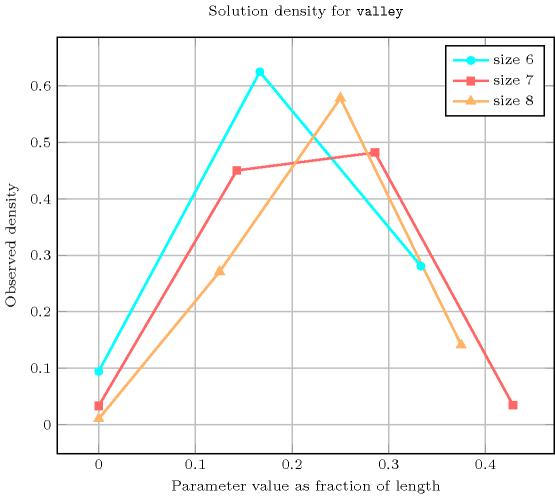 Solution density for valley
size 6
size 7
size 8
0.6
0.5
0.4
0.3
0.2
0.1
0
Observed density
0 0.1 0.2 0.3 0.4
Parameter value as fraction of length